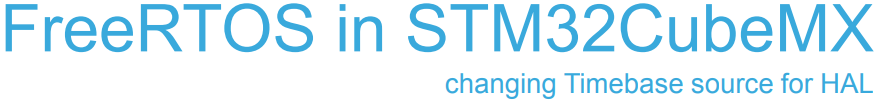 FreeRTOS in STM32CubeMX
changing Timebase source for HAL